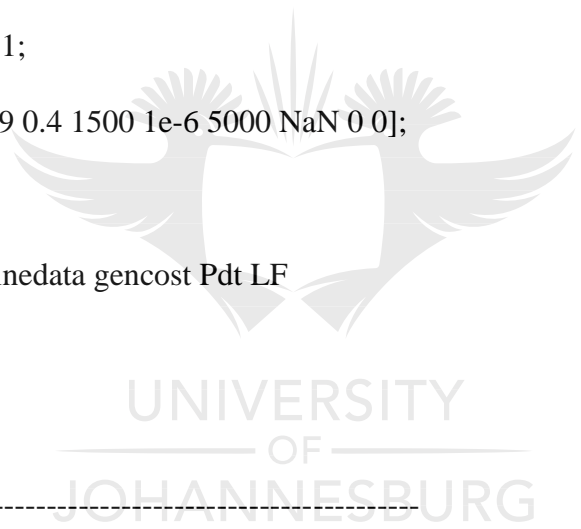 1;
9 0.4 1500 1e-6 5000 NaN 0 0];
nedata gencost Pdt LF
UNIVERSITY
OF
----------------------------------------
JOHANNESBURG